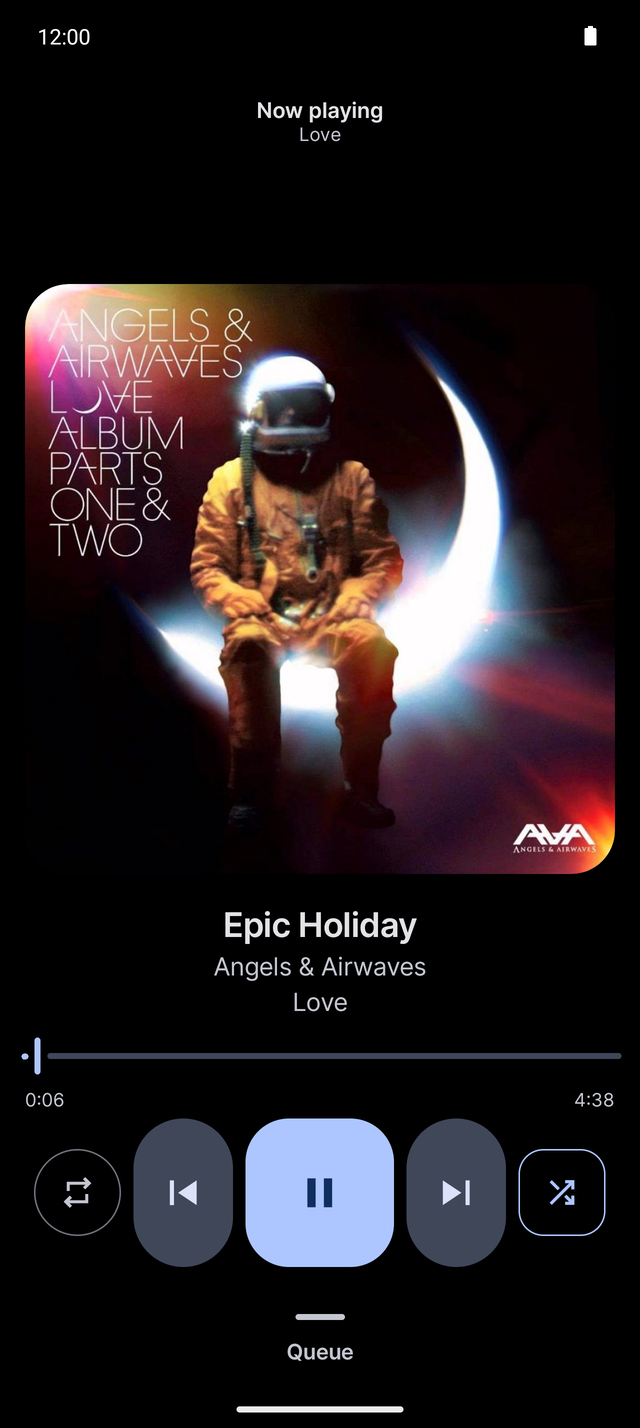 12:00
Now playing
Love
ANGELS &
AIRWAVES
LOVE
ALBUM
PARTS
ONE &
TWO
AVA
ANGELS & AIRWAVES
Epic Holiday
Angels & Airwaves
Love
0:06
4:38
Queue